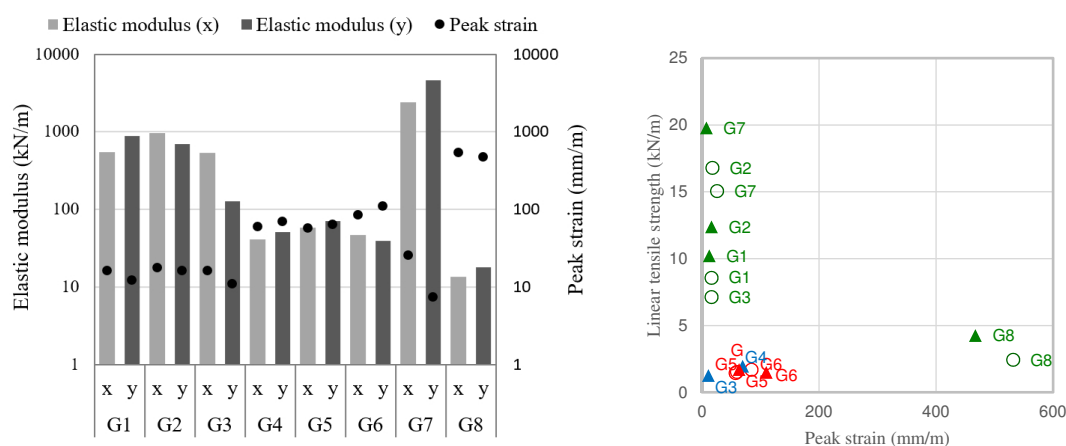 Elastic modulus (x) Elastic modulus (y) Peak strain
10000
1000
100
10
1
Elastic modulus (kN/m)
10000
1000
100
10
1
Peak strain (mm/m)
x y x y x y x y x y x y x y x y
G1 G2 G3 G4 G5 G6 G7 G8
25
20
15
10
5
0
Linear tensile strength (kN/m)
G7
G2
G7
G2
G1
G1
G3
G8
G8
G
G4
G5
G6
G5
G6
G3
0 200 400 600
Peak strain (mm/m)